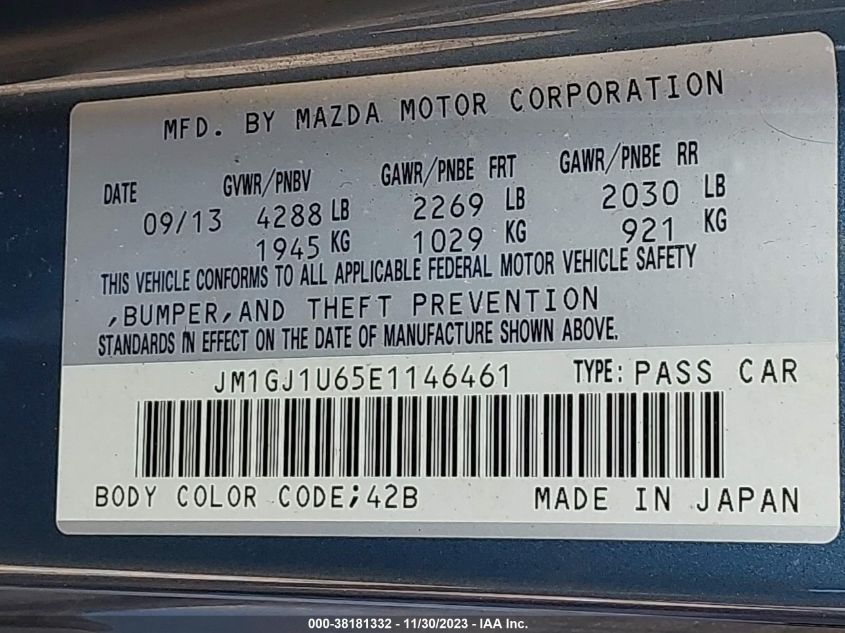 MFD. BY MAZDA MOTOR CORPORATION
DATE GVWR/PNBV GAWR/PNBE FRT GAWR/PNBE RR
09/13 4288 LB 2269 LB 2030 LB
1945 KG 1029 KG 921 KG
THIS VEHICLE CONFORMS TO ALL APPLICABLE FEDERAL MOTOR VEHICLE SAFETY
,BUMPER,AND THEFT PREVENTION
STANDARDS IN EFFECT ON THE DATE OF MANUFACTURE SHOWN ABOVE.
JM1GJ1U65E1146461 TYPE: PASS CAR
BODY COLOR CODE;42B MADE IN JAPAN
000-38181332 - 11/30/2023 - IAA Inc.